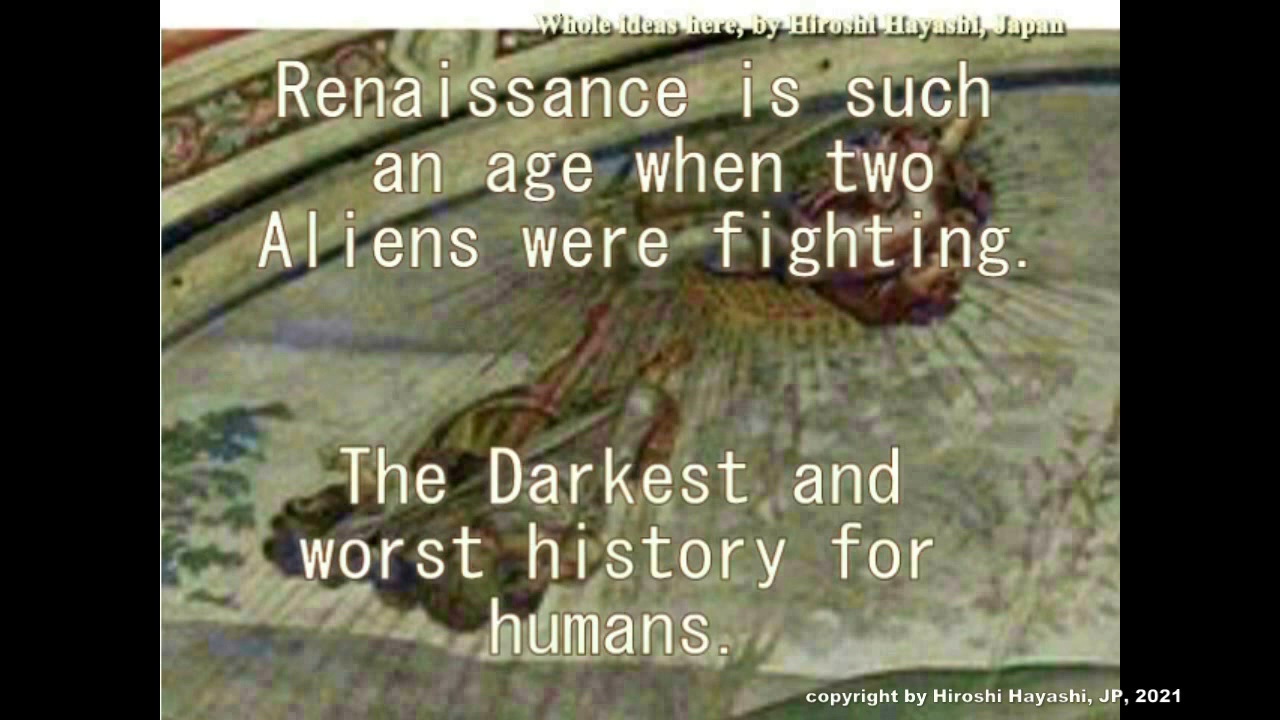 Whole ideas here, by Hiroshi Hayashi, Japan
Renaissance is such
an age when two
Aliens were fighting.
The Darkest and
worst history for
humans.
copyright by Hiroshi Hayashi, JP, 2021